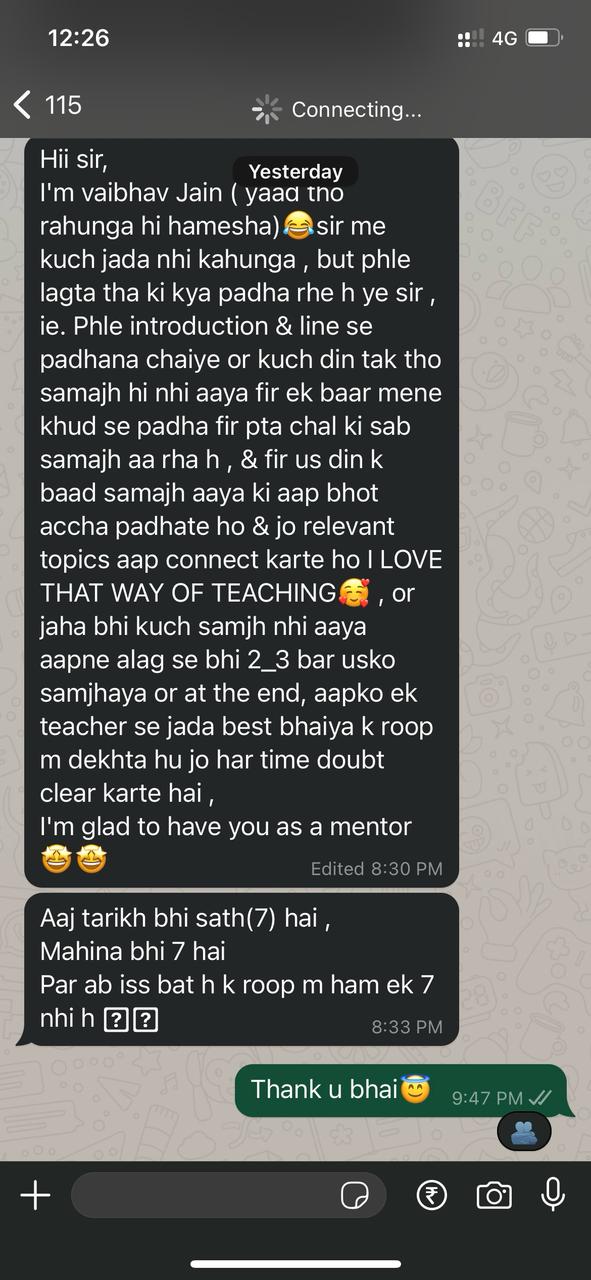 12:26
4G
115
Connecting...
Yesterday
Hii sir,
I'm vaibhav Jain ( yaad tho
rahunga hi hamesha)😂sir me
kuch jada nhi kahunga , but phle
lagta tha ki kya padha rhe h ye sir ,
ie. Phle introduction & line se
padhana chaiye or kuch din tak tho
samajh hi nhi aaya fir ek baar mene
khud se padha fir pta chal ki sab
samajh aa rha h , & fir us din k
baad samajh aaya ki aap bhot
accha padhate ho & jo relevant
topics aap connect karte ho I LOVE
THAT WAY OF TEACHING🥰 , or
jaha bhi kuch samjh nhi aaya
aapne alag se bhi 2_3 bar usko
samjhaya or at the end, aapko ek
teacher se jada best bhaiya k roop
m dekhta hu jo har time doubt
clear karte hai ,
I'm glad to have you as a mentor
🤩🤩
Edited 8:30 PM
Aaj tarikh bhi sath(7) hai ,
Mahina bhi 7 hai
Par ab iss bat h k roop m ham ek 7
nhi h ⍰⍰
8:33 PM
Thank u bhai😇
9:47 PM